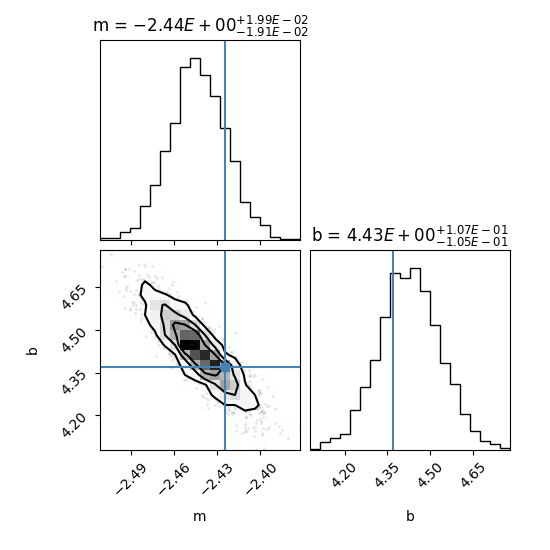 m = −2.44E + 00 +1.99E − 02 −1.91E − 02
b = 4.43E + 00 +1.07E − 01 −1.05E − 01
4.65
4.50
4.35
4.20
b
−2.49 −2.46 −2.43 −2.40
m
4.20 4.35 4.50 4.65
b